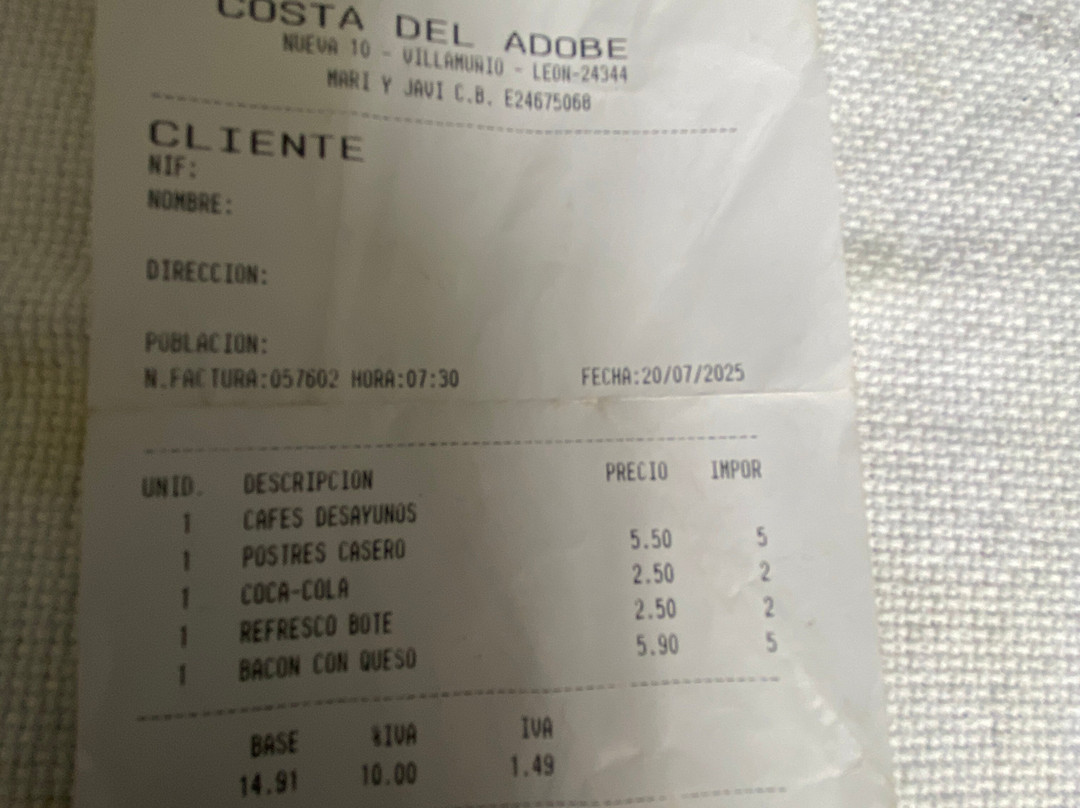 COSTA DEL ADOBE
NUEVA 10 - VILLAMURIO - LEON-24344
MARI Y JAVI C.B. E24675068
CLIENTE
NIF:
NOMBRE:
DIRECCION:
POBLACION:
N.FACTURA:057602 HORA:07:30 FECHA:20/07/2025
UNID. DESCRIPCION PRECIO IMPOR
1 CAFES DESAYUNOS
1 POSTRES CASERO 5.50 5
1 COCA-COLA 2.50 2
1 REFRESCO BOTE 2.50 2
1 BACON CON QUESO 5.90 5
BASE %IVA IVA
14.91 10.00 1.49